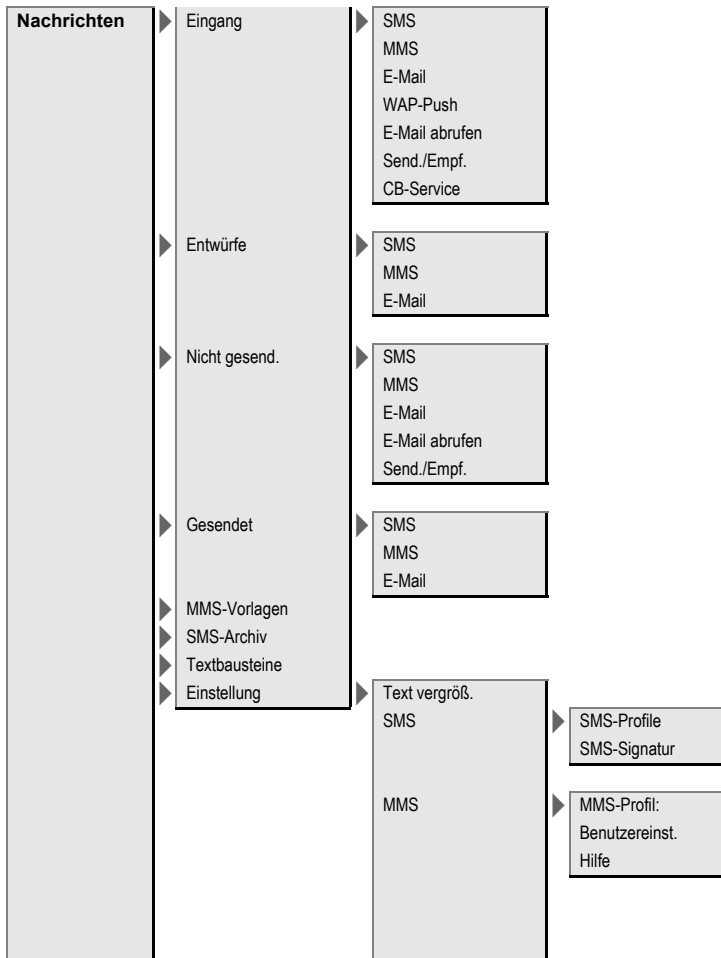 Nachrichten
Eingang
SMS
MMS
E-Mail
WAP-Push
E-Mail abrufen
Send./Empf.
CB-Service
Entwürfe
SMS
MMS
E-Mail
Nicht gesend.
SMS
MMS
E-Mail
E-Mail abrufen
Send./Empf.
Gesendet
SMS
MMS
E-Mail
MMS-Vorlagen
SMS-Archiv
Textbausteine
Einstellung
Text vergröß.
SMS
SMS-Profile
SMS-Signatur
MMS
MMS-Profil:
Benutzereinst.
Hilfe